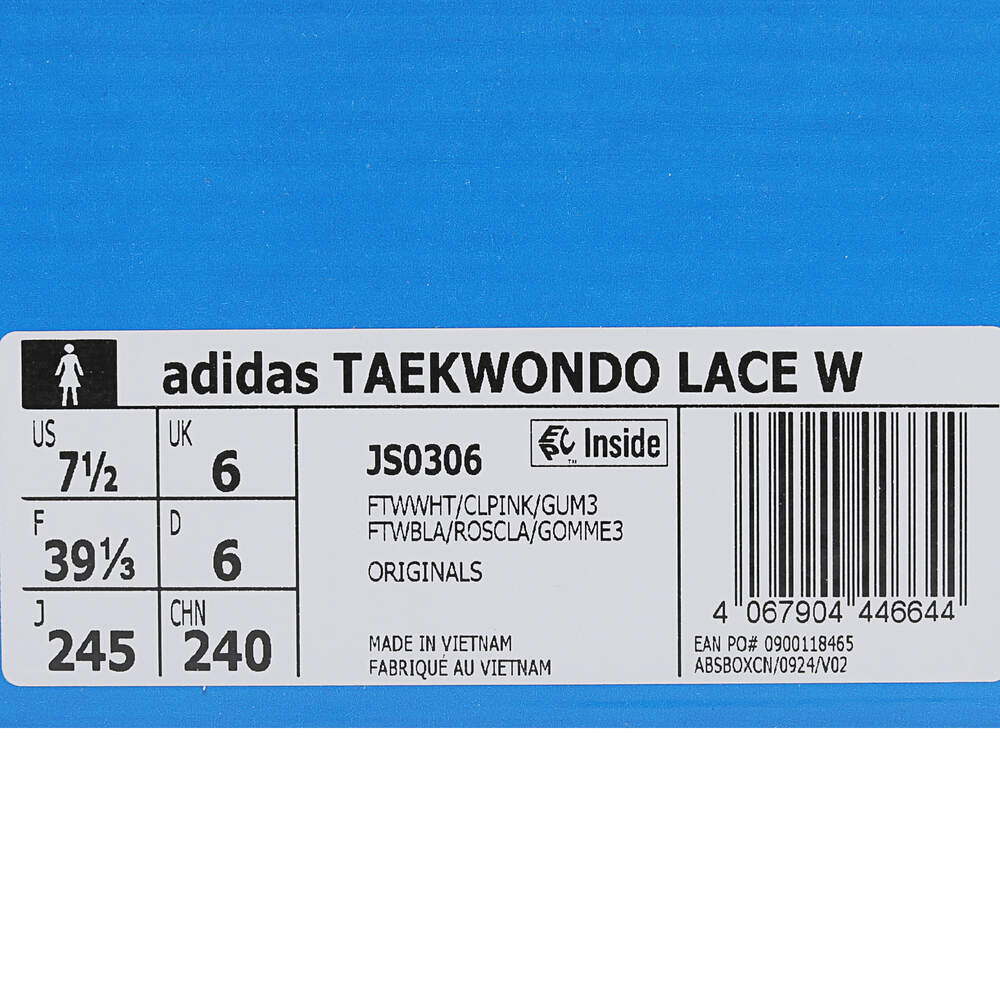 adidas TAEKWONDO LACE W
US 7½
UK 6
F 39⅓
D 6
J 245
CHN 240
JS0306
EPC Inside
™
FTWWHT/CLPINK/GUM3
FTWBLA/ROSCLA/GOMME3
ORIGINALS
MADE IN VIETNAM
FABRIQUÉ AU VIETNAM
4 067904 446644
EAN PO# 0900118465
ABSBOXCN/0924/V02